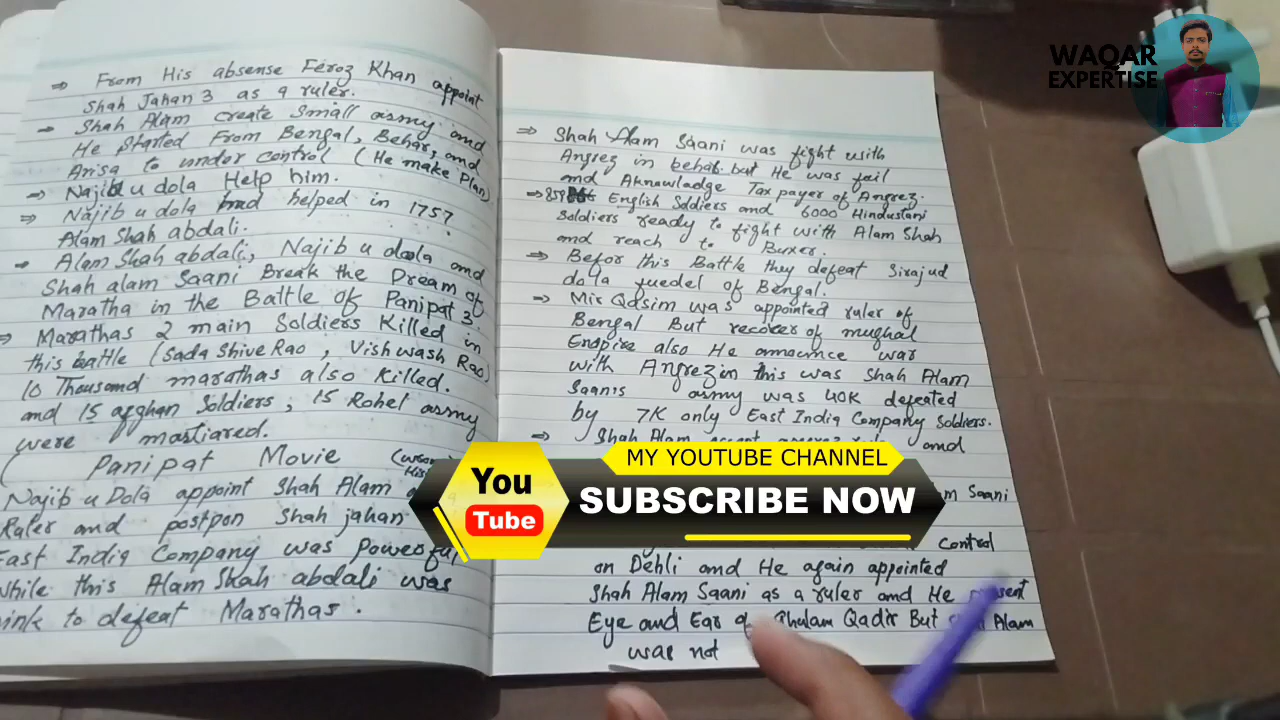 ⇒ From His absense Feroz Khan appoint
Shah Jahan 3 as a ruler.
→ Shah Alam create Small army and
He started From Bengal, Behar, and
Arisa to under control (He make Plan)
⇒ Najib u dola Help him.
⇒ Najib u dola had helped in 1757
Alam Shah abdali.
→ Alam Shah abdali, Najib u doola and
Shah alam Saani Break the Dream of
Maratha in the Battle of Panipat 3.
⇒ Marathas 2 main Soldiers Killed in
this battle (Sada Shive Rao, Vishwash Rao)
10 Thousamd marathas also Killed.
and 15 afghan Soldiers, 15 Rohel army
were mastiared.
( Panipat Movie
Najib u Dola appoint Shah Alam
Ruler and postpon Shah jahan
East India Company was Powerful
while this Alam Shah abdali was
ink to defeat Marathas.
⇒ Shah Alam Saani was fight with
Angrez in behab. but He was fail
and Aknawladge Tax payer of Angrez.
⇒ 859 English Soldiers and 6000 Hindustani
Soldiers ready to fight with Alam Shah
and reach to Buxer.
⇒ Befor this Battle they defeat Sirajud
dola fuedel of Bengal.
⇒ Mir Qasim was appointed ruler of
Bengal But recoker of mughal
Enspire also He announce war
with Angrez in this was Shah Alam
Saanis army was 40K defeated
by 7K only East India Company Soldiers.
⇒ Shah Alam and
m Saani
control
on Dehli and He again appointed
Shah Alam Saani as a ruler and He
Eye and Ear of Ghulam Qadir But Shah Alam
was not
WAQAR
EXPERTISE
You
Tube
MY YOUTUBE CHANNEL
SUBSCRIBE NOW